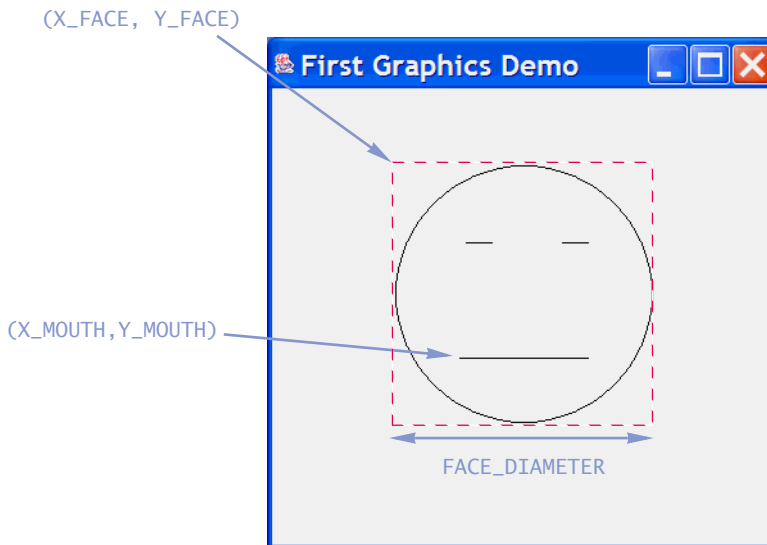 (X_FACE, Y_FACE)
First Graphics Demo
(X_MOUTH,Y_MOUTH)
FACE_DIAMETER